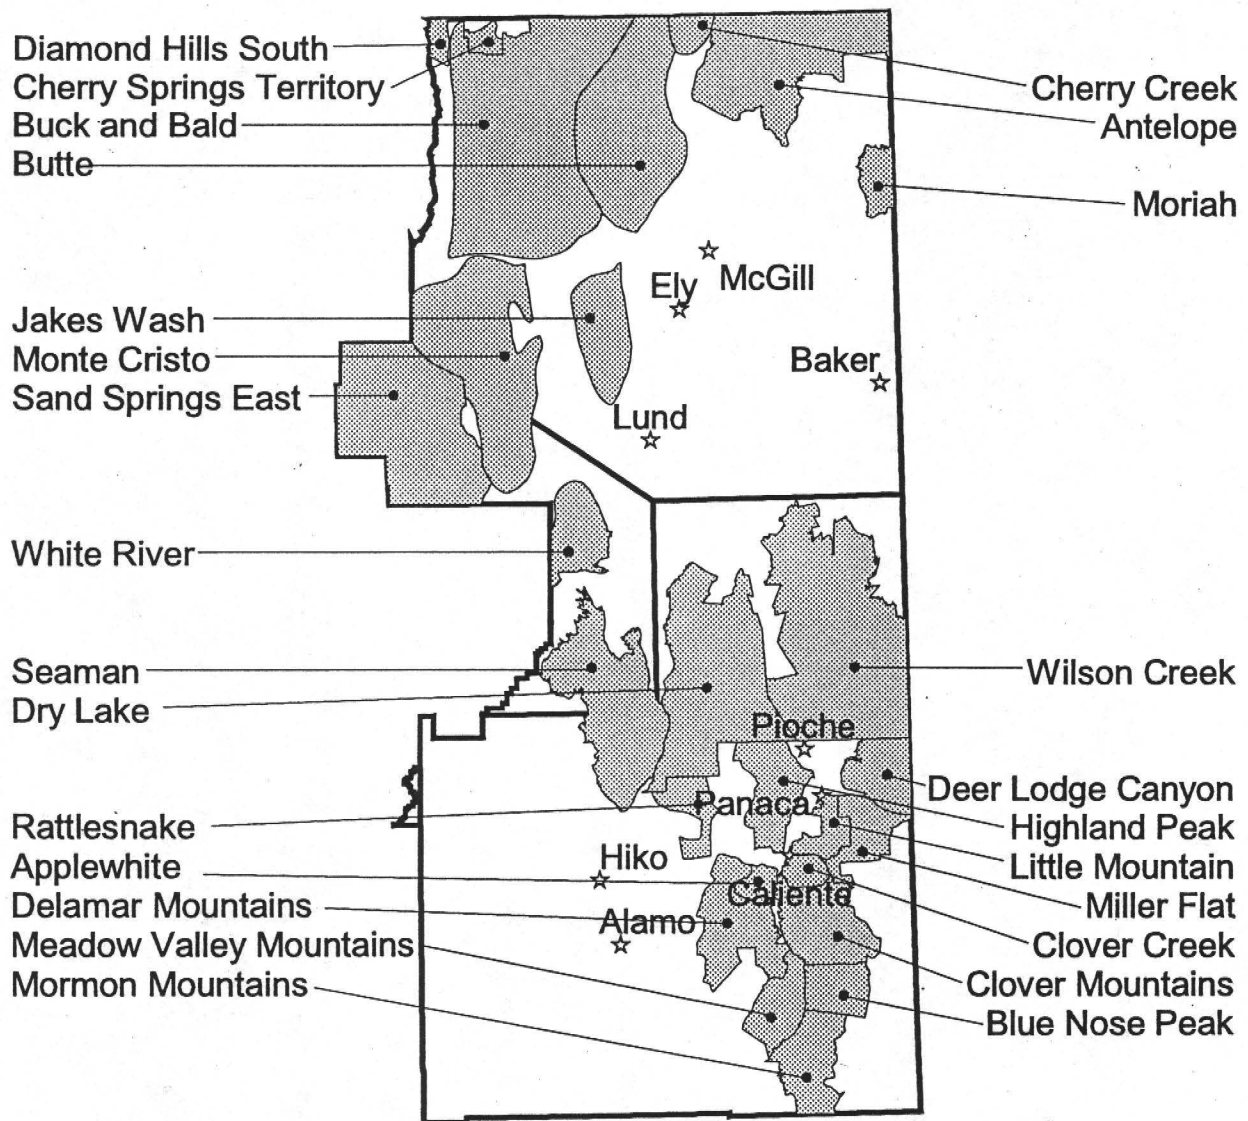 Diamond Hills South
Cherry Springs Territory
Buck and Bald
Butte
Cherry Creek
Antelope
Moriah
McGill
Ely
Jakes Wash
Monte Cristo
Sand Springs East
Baker
Lund
White River
Seaman
Dry Lake
Wilson Creek
Pioche
Deer Lodge Canyon
Panaca
Rattlesnake
Highland Peak
Applewhite
Hiko
Little Mountain
Caliente
Delamar Mountains
Alamo
Miller Flat
Meadow Valley Mountains
Clover Creek
Mormon Mountains
Clover Mountains
Blue Nose Peak